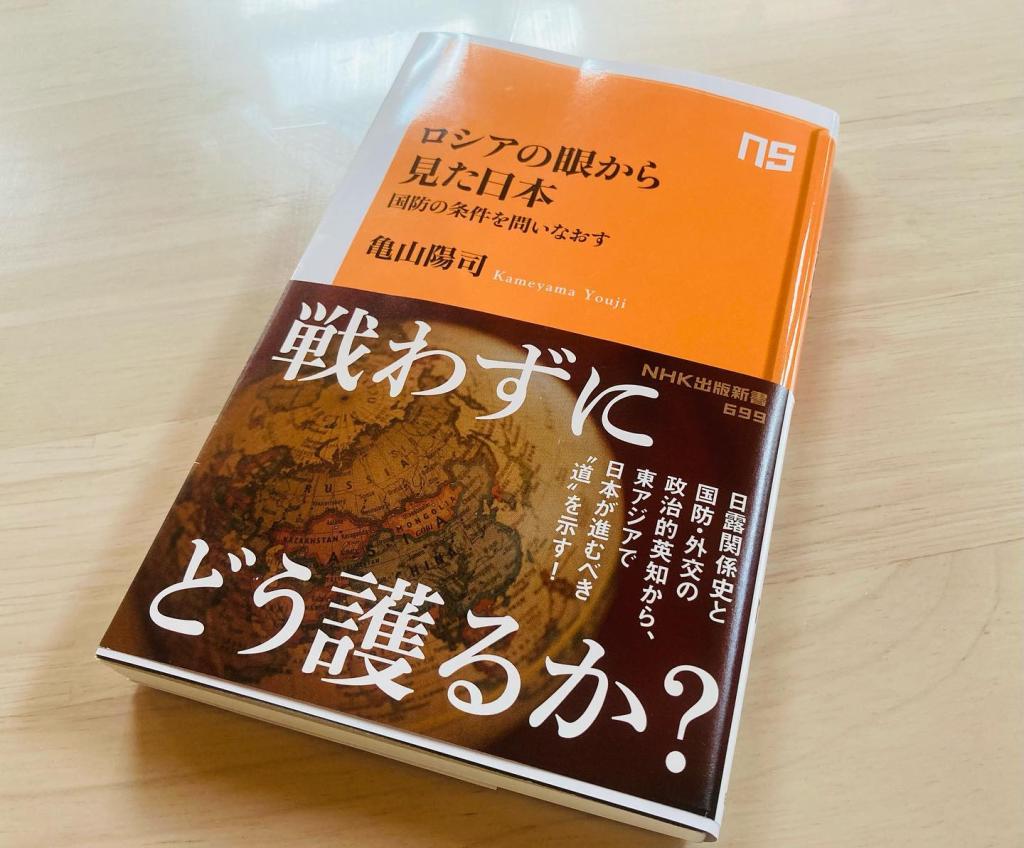 ns
ロシアの眼から
見た日本
国防の条件を問いなおす
亀山陽司 Kameyama Youji
NHK出版新書
699
戦わずに
どう護るか?
日露関係史と
国防・外交の
政治的英知から、
東アジアで
日本が進むべき
〝道〟を示す!
RUSSIA
KAZAKHSTAN
MONGOLIA
GOBI
ASIA